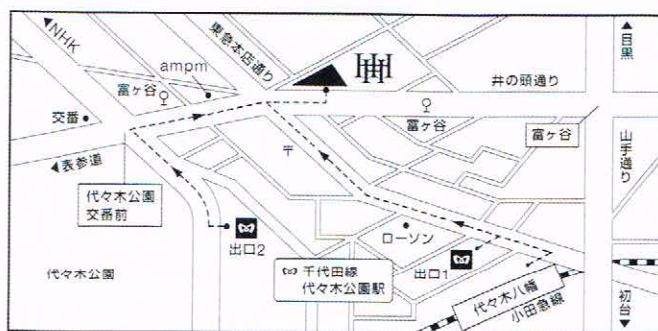 ◀NHK
東急本店通り
ampm
富ヶ谷
交番
井の頭通り
富ヶ谷
富ヶ谷
▲目黒
山手通り
初台▼
◀表参道
〒
代々木公園
交番前
出口2
代々木公園
千代田線
代々木公園駅
ローソン
出口1
代々木八幡
小田急線